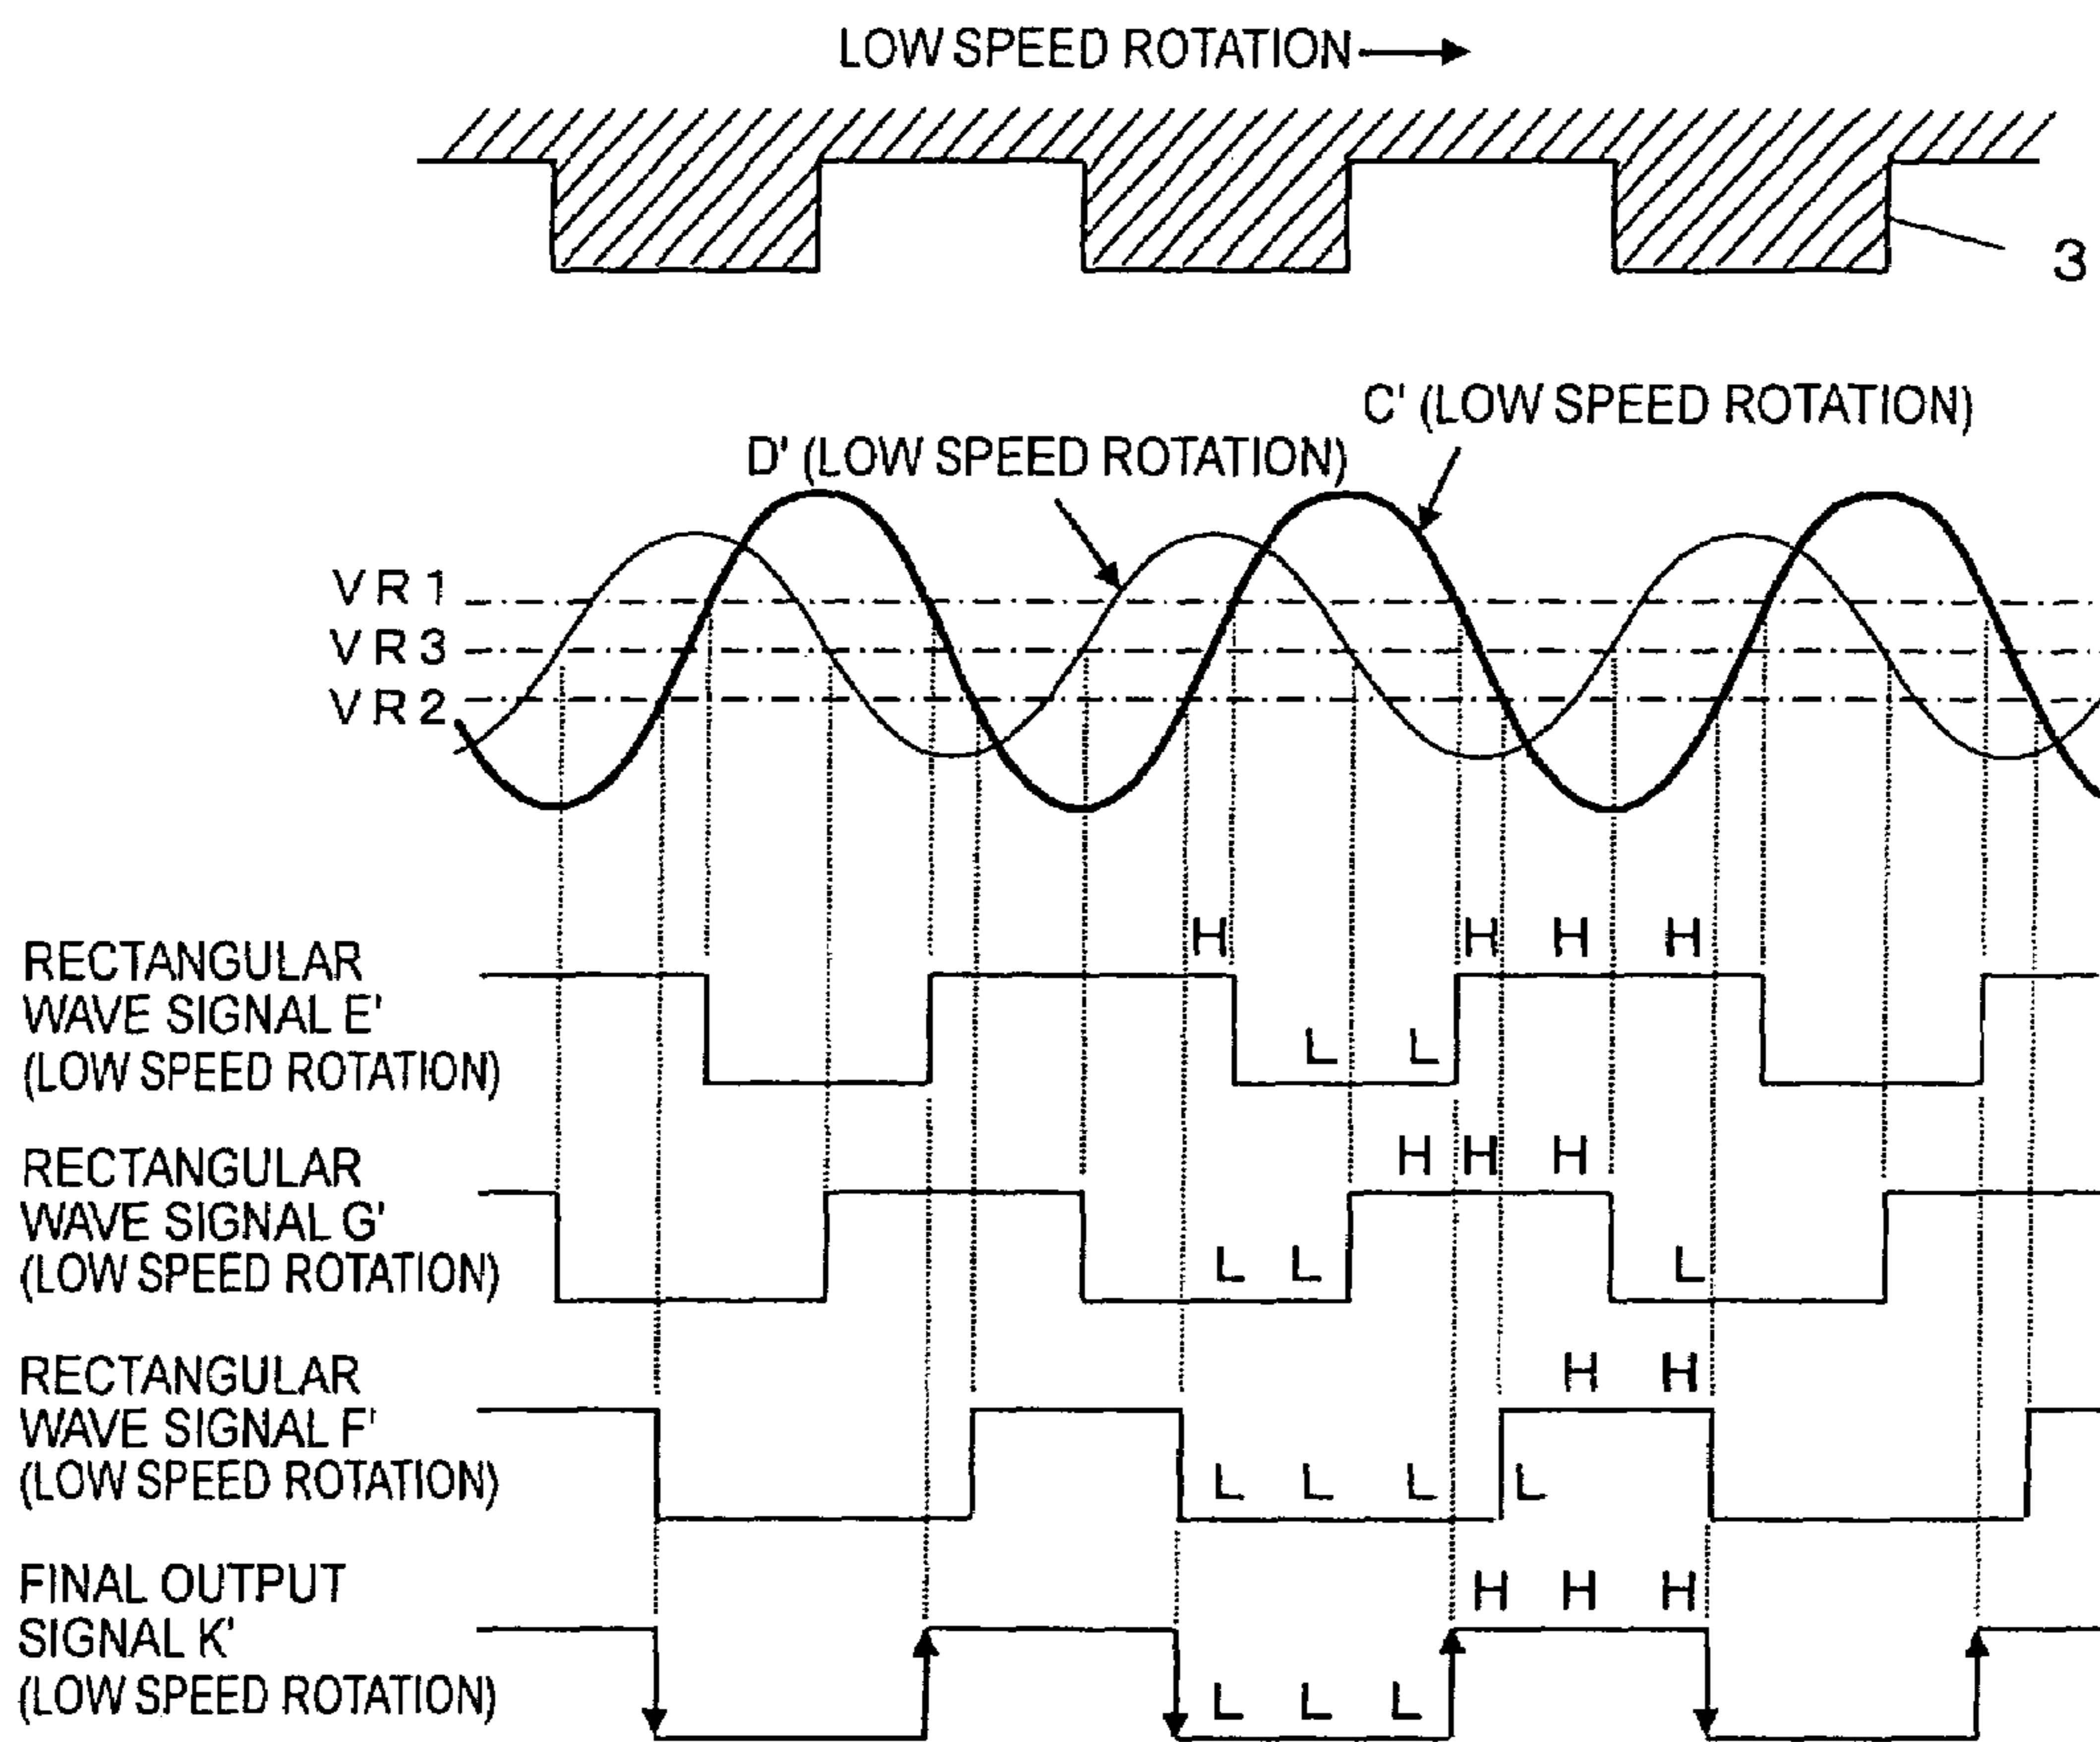 LOW SPEED ROTATION
3
C' (LOW SPEED ROTATION)
D' (LOW SPEED ROTATION)
VR1
VR3
VR2
H H H H
RECTANGULAR
WAVE SIGNAL E'
(LOW SPEED ROTATION)
L L
H H H
RECTANGULAR
WAVE SIGNAL G'
(LOW SPEED ROTATION)
L L L
H H
RECTANGULAR
WAVE SIGNAL F'
(LOW SPEED ROTATION)
L L L L
H H H
FINAL OUTPUT
SIGNAL K'
(LOW SPEED ROTATION)
L L L